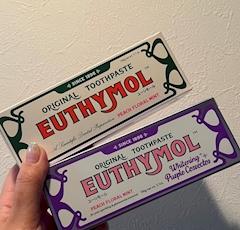 SINCE 1898
ORIGINAL TOOTHPASTE
EUTHYMOL
PEACH FLORAL MINT
SINCE 1898
ORIGINAL TOOTHPASTE
EUTHYMOL
Whitening
Purple Corrector
PEACH FLORAL MINT